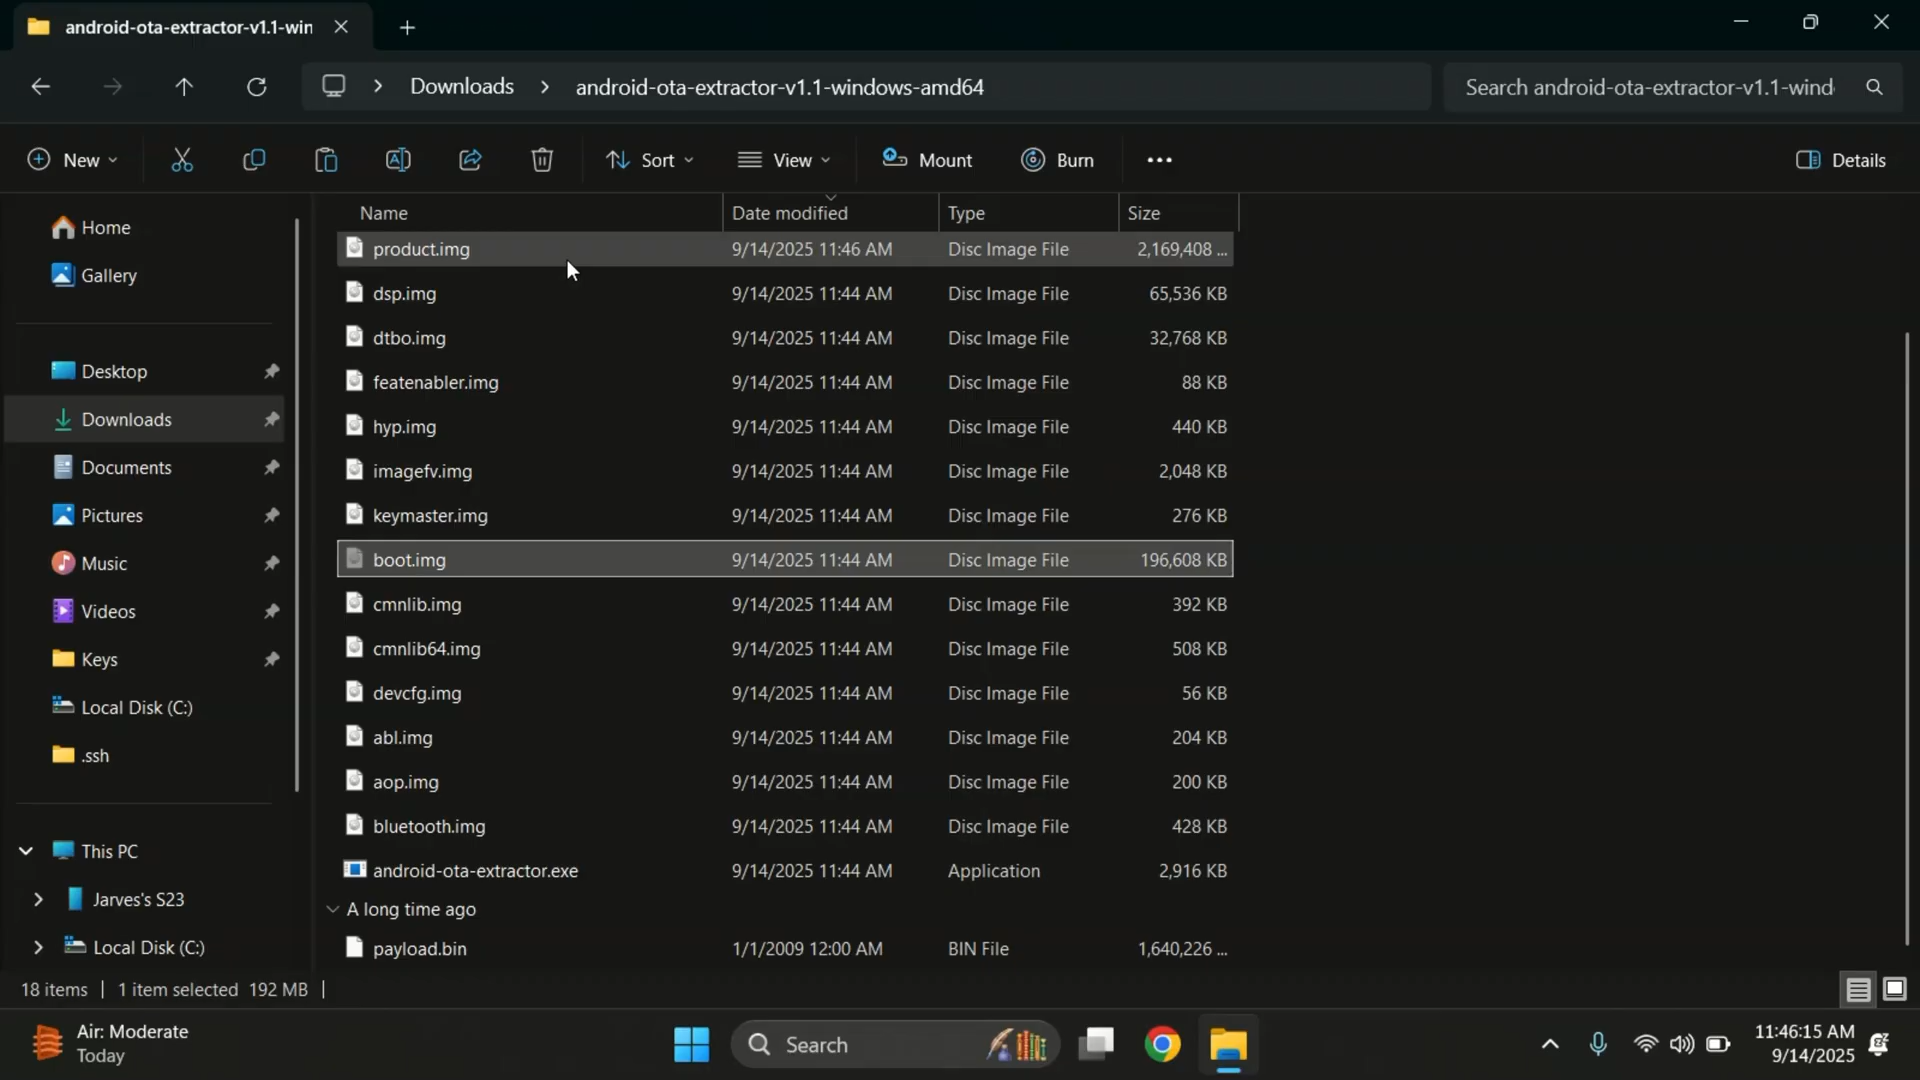 android-ota-extractor-v1.1-win
Downloads
android-ota-extractor-v1.1-windows-amd64
Search android-ota-extractor-v1.1-wind
New
Sort
View
Mount
Burn
Details
Home
Gallery
Desktop
Downloads
Documents
Pictures
Music
Videos
Keys
Local Disk (C:)
.ssh
This PC
Jarves's S23
Local Disk (C:)
Name Date modified Type Size
product.img 9/14/2025 11:46 AM Disc Image File 2,169,408 ...
dsp.img 9/14/2025 11:44 AM Disc Image File 65,536 KB
dtbo.img 9/14/2025 11:44 AM Disc Image File 32,768 KB
featenabler.img 9/14/2025 11:44 AM Disc Image File 88 KB
hyp.img 9/14/2025 11:44 AM Disc Image File 440 KB
imagefv.img 9/14/2025 11:44 AM Disc Image File 2,048 KB
keymaster.img 9/14/2025 11:44 AM Disc Image File 276 KB
boot.img 9/14/2025 11:44 AM Disc Image File 196,608 KB
cmnlib.img 9/14/2025 11:44 AM Disc Image File 392 KB
cmnlib64.img 9/14/2025 11:44 AM Disc Image File 508 KB
devcfg.img 9/14/2025 11:44 AM Disc Image File 56 KB
abl.img 9/14/2025 11:44 AM Disc Image File 204 KB
aop.img 9/14/2025 11:44 AM Disc Image File 200 KB
bluetooth.img 9/14/2025 11:44 AM Disc Image File 428 KB
android-ota-extractor.exe 9/14/2025 11:44 AM Application 2,916 KB
A long time ago
payload.bin 1/1/2009 12:00 AM BIN File 1,640,226 ...
18 items 1 item selected 192 MB
Air: Moderate
Today
Search
11:46:15 AM
9/14/2025